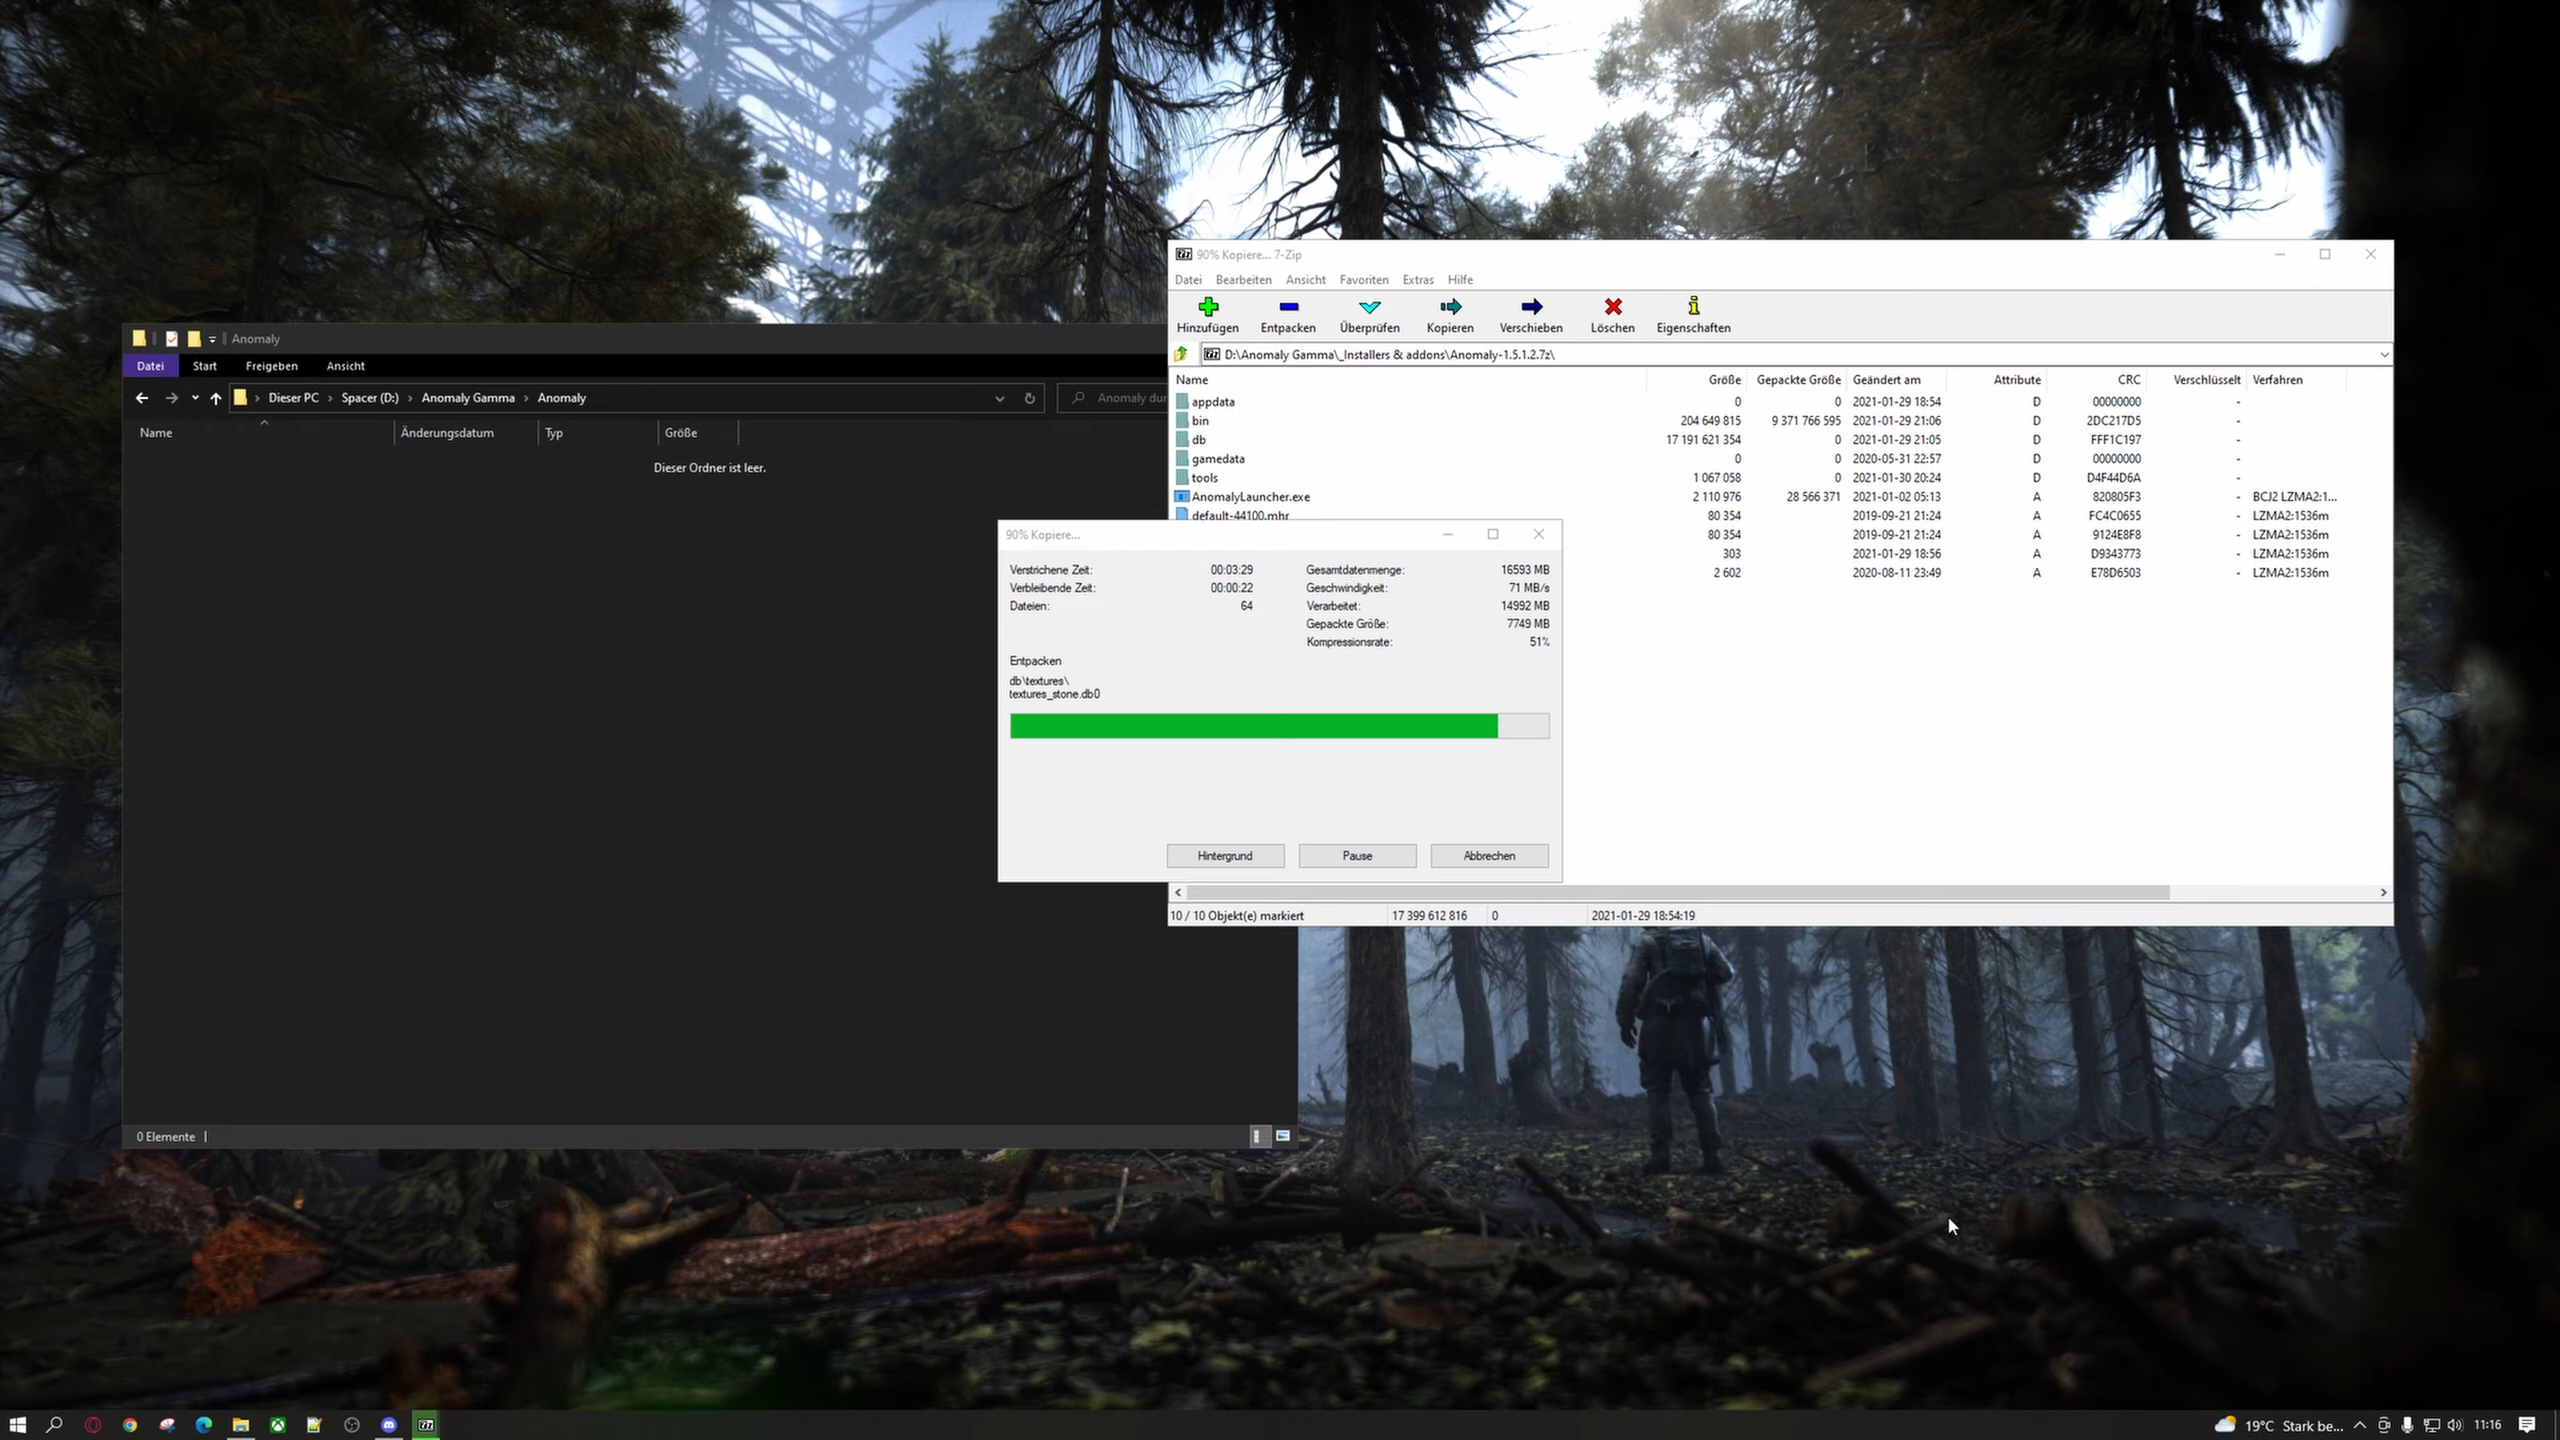 90% Kopiere... 7-Zip
Datei Bearbeiten Ansicht Favoriten Extras Hilfe
Hinzufügen Entpacken Überprüfen Kopieren Verschieben Löschen Eigenschaften
D:\Anomaly Gamma\_Installers & addons\Anomaly-1.5.1.2.7z\
Name Größe Gepackte Größe Geändert am Attribute CRC Verschlüsselt Verfahren
appdata 0 0 2021-01-29 18:54 D 00000000 -
bin 204 649 815 9 371 766 595 2021-01-29 21:06 D 2DC217D5 -
db 17 191 621 354 0 2021-01-29 21:05 D FFF1C197 -
gamedata 0 0 2020-05-31 22:57 D 00000000 -
tools 1 067 058 0 2021-01-30 20:24 D D4F44D6A -
AnomalyLauncher.exe 2 110 976 28 566 371 2021-01-02 05:13 A 820805F3 - BCJ2 LZMA2:1...
default-44100.mhr 80 354 2019-09-21 21:24 A FC4C0655 - LZMA2:1536m
80 354 2019-09-21 21:24 A 9124E8F8 - LZMA2:1536m
303 2021-01-29 18:56 A D9343773 - LZMA2:1536m
2 602 2020-08-11 23:49 A E78D6503 - LZMA2:1536m
10 / 10 Objekt(e) markiert 17 399 612 816 0 2021-01-29 18:54:19
Anomaly
Datei Start Freigeben Ansicht
Dieser PC › Spacer (D:) › Anomaly Gamma › Anomaly
Anomaly dur
Name Änderungsdatum Typ Größe
Dieser Ordner ist leer.
0 Elemente
90% Kopiere...
Verstrichene Zeit: 00:03:29 Gesamtdatenmenge: 16593 MB
Verbleibende Zeit: 00:00:22 Geschwindigkeit: 71 MB/s
Dateien: 64 Verarbeitet: 14992 MB
Gepackte Größe: 7749 MB
Kompressionsrate: 51%
Entpacken
db\textures\
textures_stone.db0
Hintergrund Pause Abbrechen
19°C Stark be... 11:16